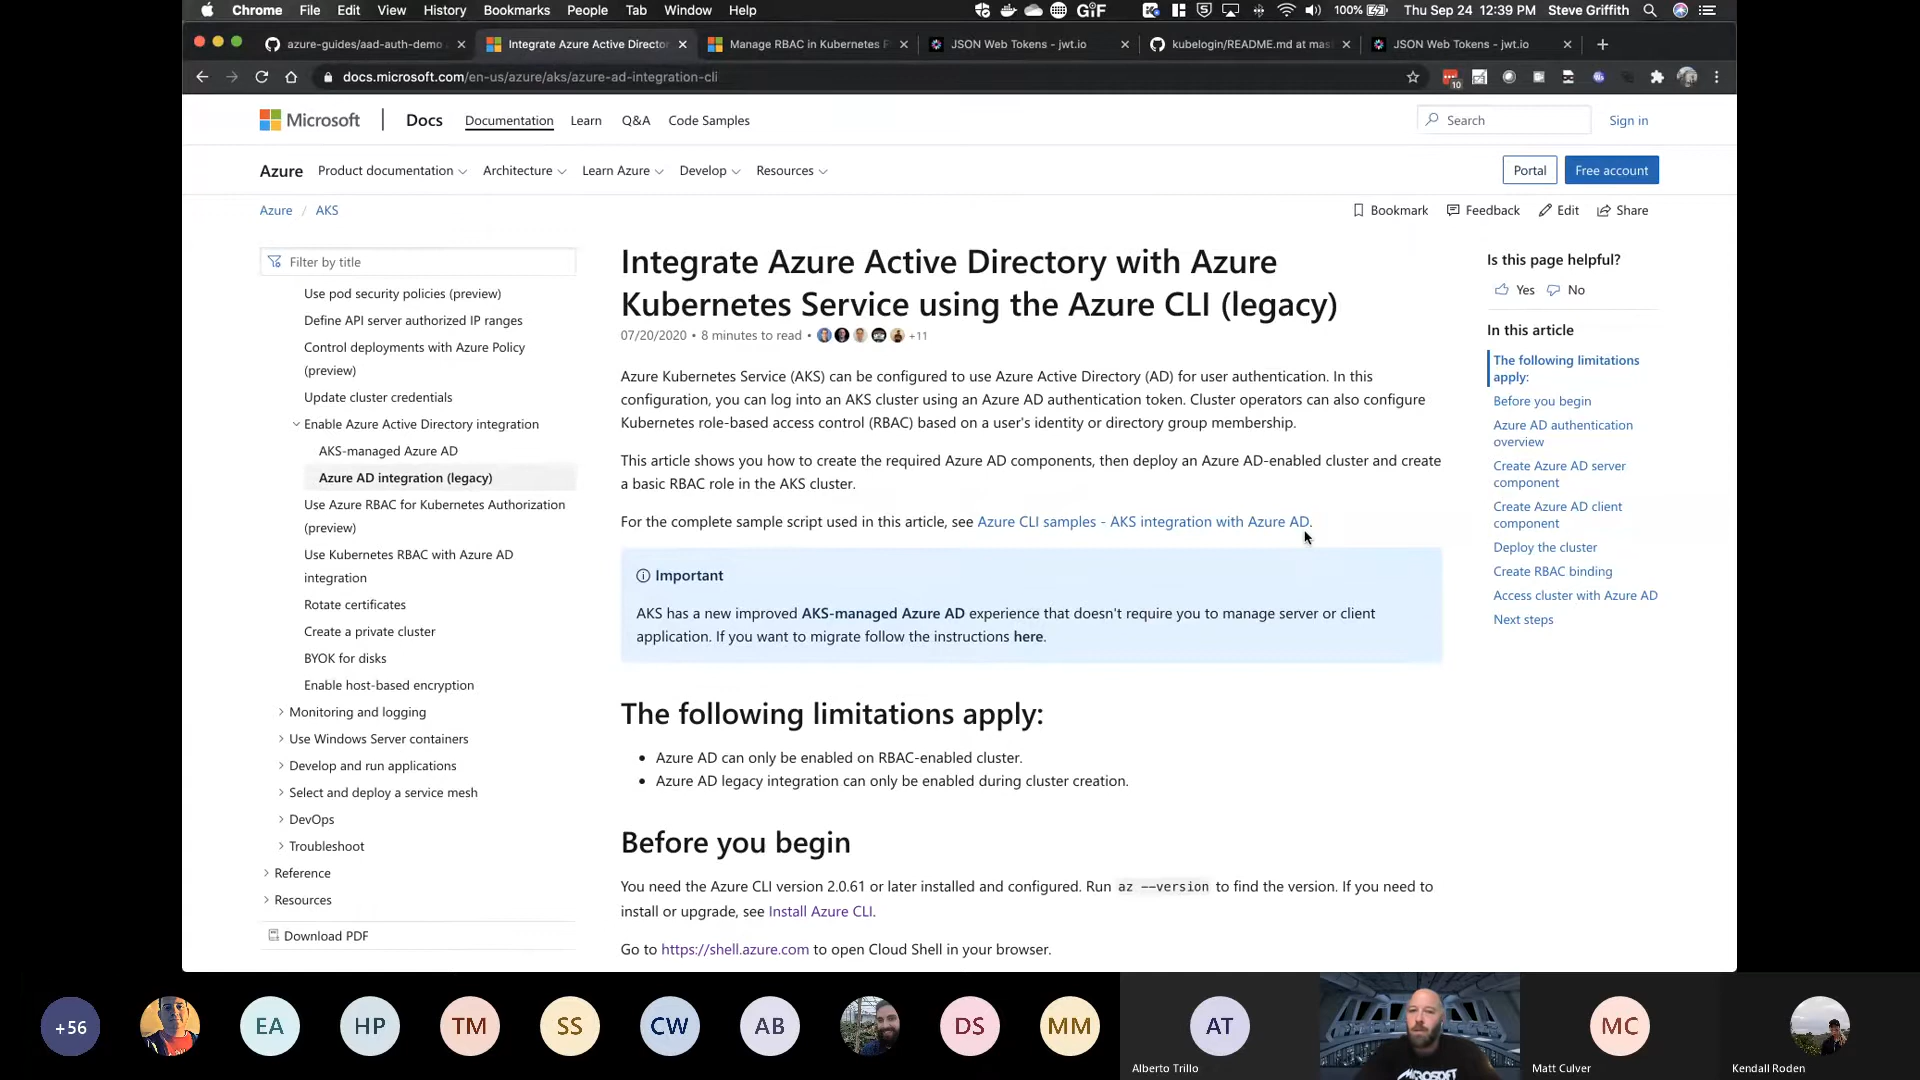 Chrome File Edit View History Bookmarks People Tab Window Help GIF 100% Thu Sep 24 12:39 PM Steve Griffith
azure-guides/aad-auth-demo Integrate Azure Active Director Manage RBAC in Kubernetes P JSON Web Tokens - jwt.io kubelogin/README.md at mas JSON Web Tokens - jwt.io
docs.microsoft.com/en-us/azure/aks/azure-ad-integration-cli 10
Microsoft Docs Documentation Learn Q&A Code Samples Search Sign in
Azure Product documentation Architecture Learn Azure Develop Resources Portal Free account
Azure / AKS Bookmark Feedback Edit Share
Filter by title
Use pod security policies (preview)
Define API server authorized IP ranges
Control deployments with Azure Policy
(preview)
Update cluster credentials
Enable Azure Active Directory integration
AKS-managed Azure AD
Azure AD integration (legacy)
Use Azure RBAC for Kubernetes Authorization
(preview)
Use Kubernetes RBAC with Azure AD
integration
Rotate certificates
Create a private cluster
BYOK for disks
Enable host-based encryption
Monitoring and logging
Use Windows Server containers
Develop and run applications
Select and deploy a service mesh
DevOps
Troubleshoot
Reference
Resources
Download PDF
Integrate Azure Active Directory with Azure
Kubernetes Service using the Azure CLI (legacy)
07/20/2020 • 8 minutes to read • +11
Azure Kubernetes Service (AKS) can be configured to use Azure Active Directory (AD) for user authentication. In this
configuration, you can log into an AKS cluster using an Azure AD authentication token. Cluster operators can also configure
Kubernetes role-based access control (RBAC) based on a user's identity or directory group membership.
This article shows you how to create the required Azure AD components, then deploy an Azure AD-enabled cluster and create
a basic RBAC role in the AKS cluster.
For the complete sample script used in this article, see Azure CLI samples - AKS integration with Azure AD.
Important
AKS has a new improved AKS-managed Azure AD experience that doesn't require you to manage server or client
application. If you want to migrate follow the instructions here.
The following limitations apply:
• Azure AD can only be enabled on RBAC-enabled cluster.
• Azure AD legacy integration can only be enabled during cluster creation.
Before you begin
You need the Azure CLI version 2.0.61 or later installed and configured. Run az --version to find the version. If you need to
install or upgrade, see Install Azure CLI.
Go to https://shell.azure.com to open Cloud Shell in your browser.
Is this page helpful?
Yes No
In this article
The following limitations
apply:
Before you begin
Azure AD authentication
overview
Create Azure AD server
component
Create Azure AD client
component
Deploy the cluster
Create RBAC binding
Access cluster with Azure AD
Next steps
+56 EA HP TM SS CW AB DS MM AT MC
MICROSOFT
Alberto Trillo Matt Culver Kendall Roden